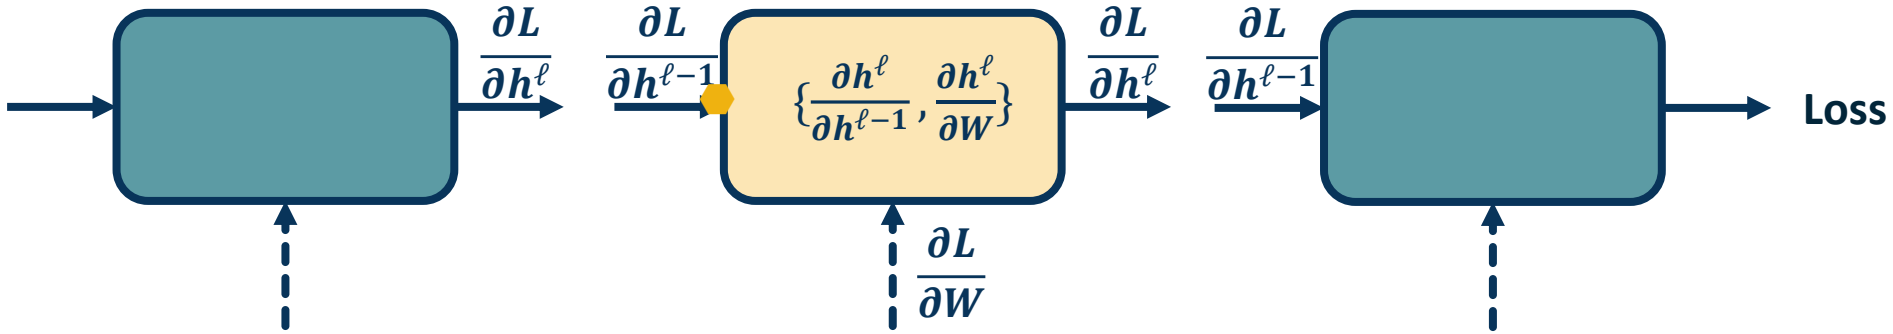 ∂L/∂h^ℓ
∂L/∂h^{ℓ−1}
{∂h^ℓ/∂h^{ℓ−1}, ∂h^ℓ/∂W}
∂L/∂h^ℓ
∂L/∂h^{ℓ−1}
Loss
∂L/∂W